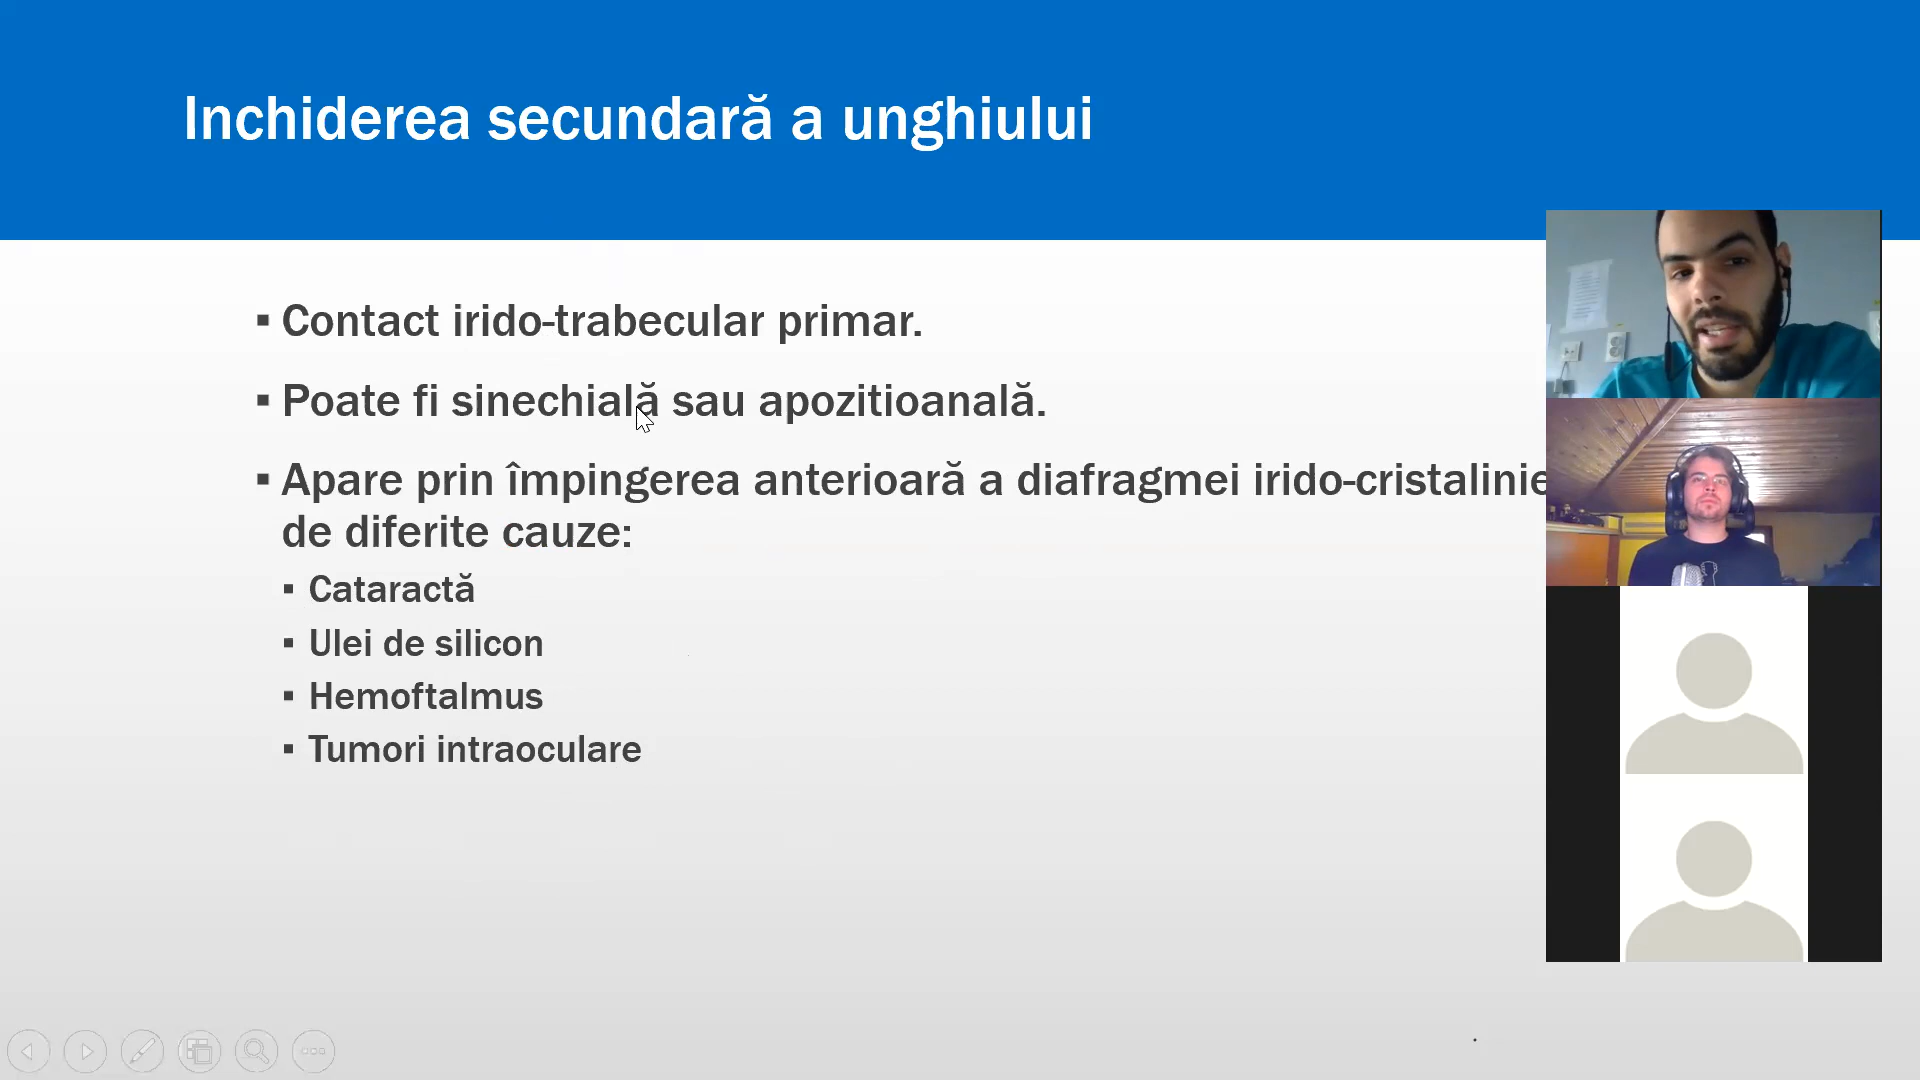 Inchiderea secundară a unghiului
▪ Contact irido-trabecular primar.
▪ Poate fi sinechială sau apozitioanală.
▪ Apare prin împingerea anterioară a diafragmei irido-cristalinie
de diferite cauze:
▪ Cataractă
▪ Ulei de silicon
▪ Hemoftalmus
▪ Tumori intraoculare